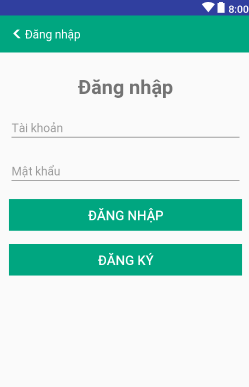 8:00
Đăng nhập
Đăng nhập
Tài khoản
Mật khẩu
ĐĂNG NHẬP
ĐĂNG KÝ